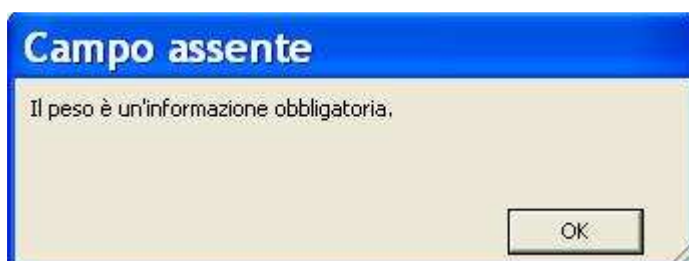 Campo assente
Il peso è un'informazione obbligatoria.
OK